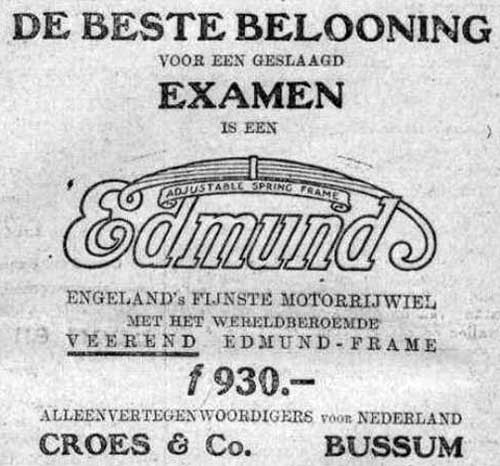 DE BESTE BELOONING
VOOR EEN GESLAAGD
EXAMEN
IS EEN
ADJUSTABLE SPRING FRAME
Edmund
ENGELAND's FIJNSTE MOTORRIJWIEL
MET HET WERELDBEROEMDE
VEEREND EDMUND-FRAME
f 930.-
ALLEENVERTEGENWOORDIGERS voor NEDERLAND
CROES & Co. BUSSUM